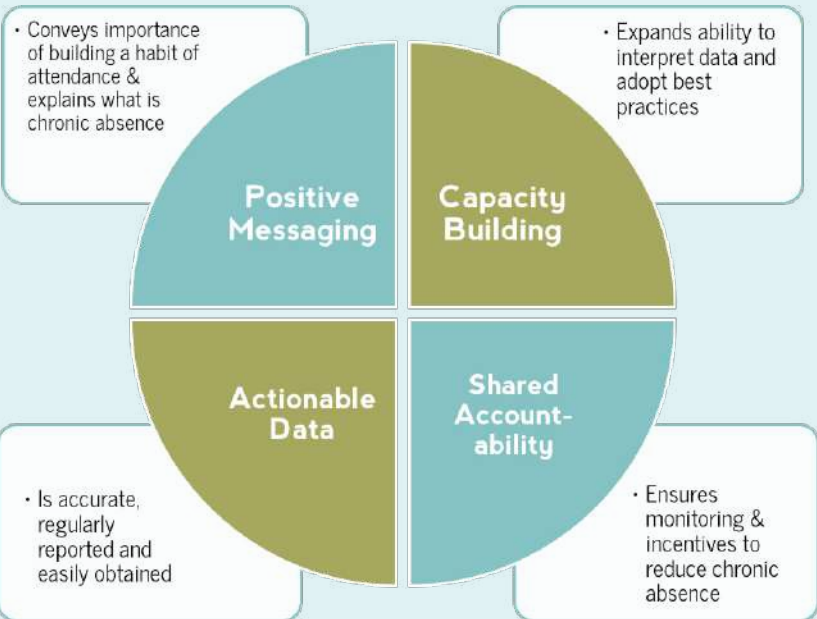 · Conveys importance
of building a habit of
attendance &
explains what is
chronic absence
· Expands ability to
interpret data and
adopt best
practices
Positive
Messaging
Capacity
Building
Actionable
Data
Shared
Account-
ability
· Is accurate,
regularly
reported and
easily obtained
· Ensures
monitoring &
incentives to
reduce chronic
absence